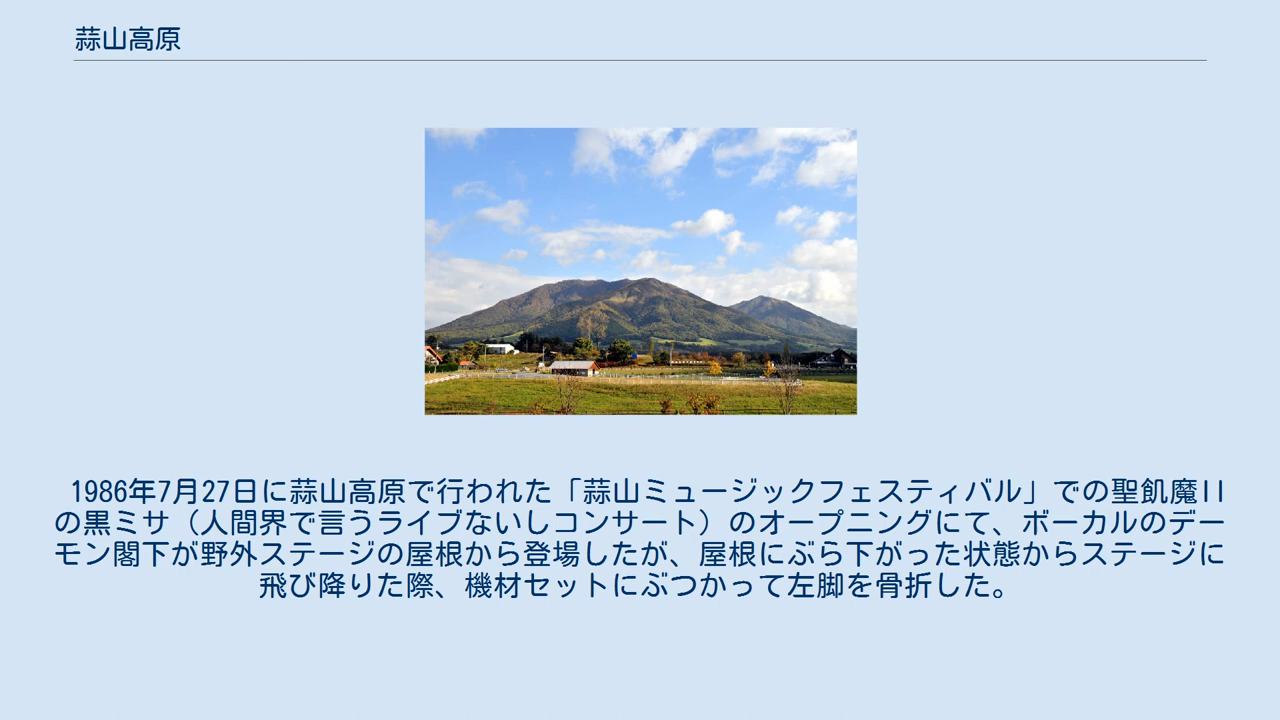 蒜山高原
1986年7月27日に蒜山高原で行われた「蒜山ミュージックフェスティバル」での聖飢魔II
の黒ミサ（人間界で言うライブないしコンサート）のオープニングにて、ボーカルのデー
モン閣下が野外ステージの屋根から登場したが、屋根にぶら下がった状態からステージに
飛び降りた際、機材セットにぶつかって左脚を骨折した。